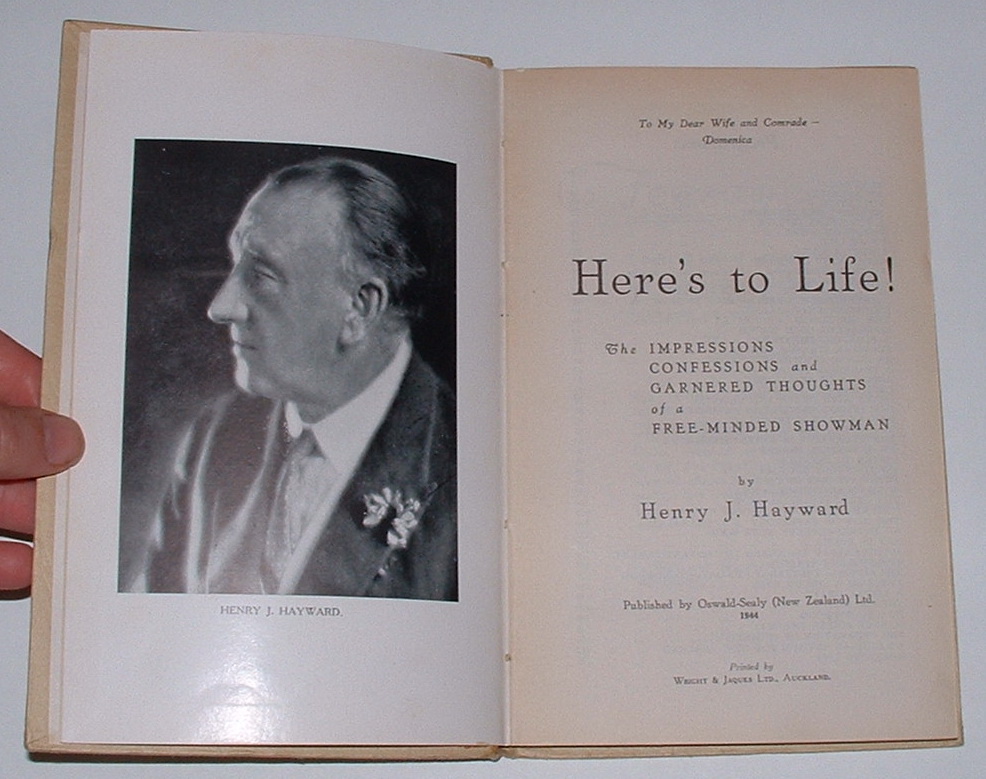 HENRY J. HAYWARD.
To My Dear Wife and Comrade –
Domenica
Here's to Life!
The IMPRESSIONS
CONFESSIONS and
GARNERED THOUGHTS
of a
FREE-MINDED SHOWMAN
by
Henry J. Hayward
Published by Oswald-Sealy (New Zealand) Ltd.
1944
Printed by
WRIGHT & JAQUES LTD., AUCKLAND.